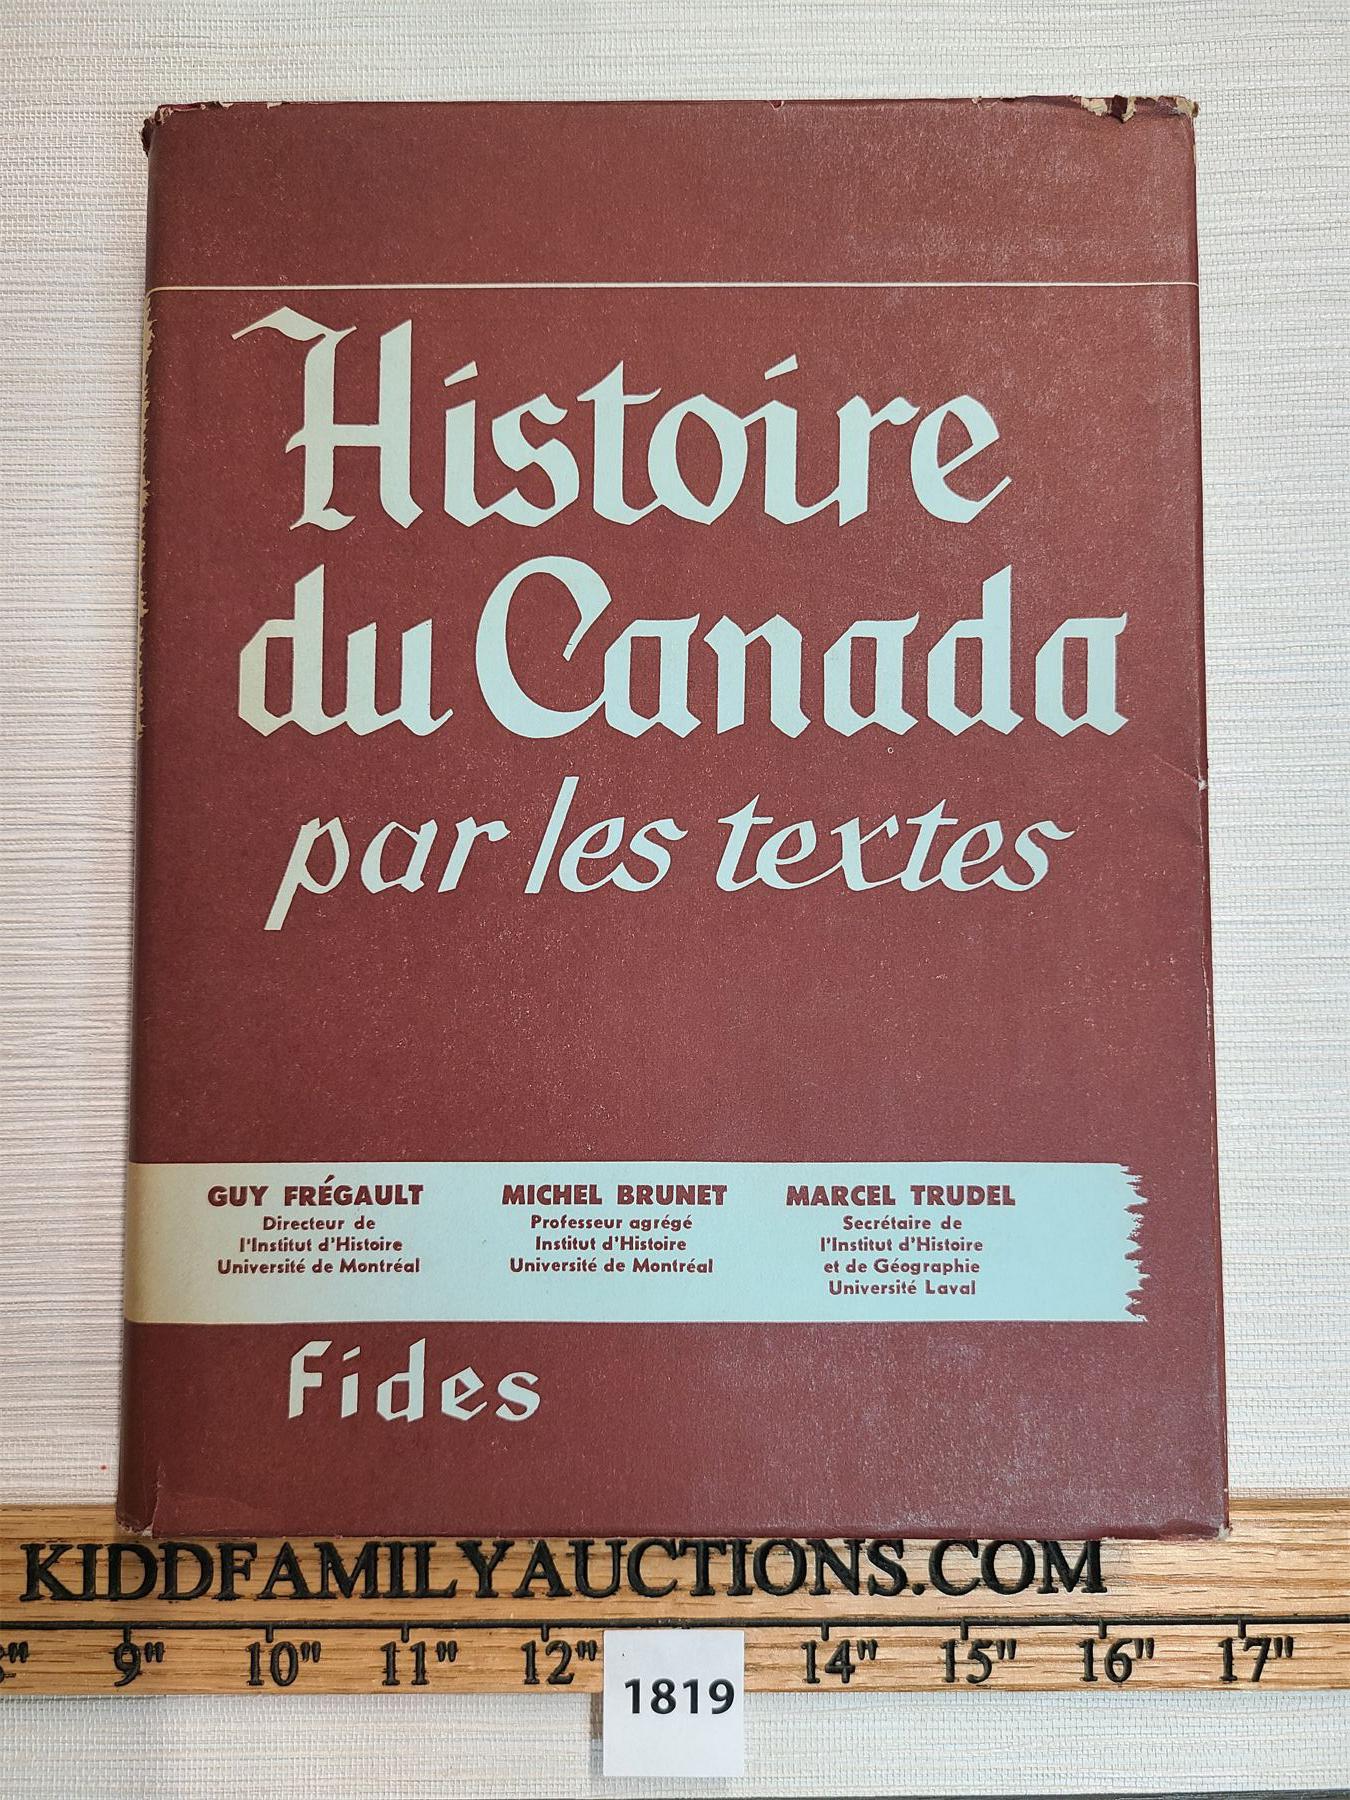 Histoire
du Canada
par les textes
GUY FRÉGAULT
Directeur de
l'Institut d'Histoire
Université de Montréal
MICHEL BRUNET
Professeur agrégé
Institut d'Histoire
Université de Montréal
MARCEL TRUDEL
Secrétaire de
l'Institut d'Histoire
et de Géographie
Université Laval
fides
KIDDFAMILYAUCTIONS.COM
9" 10" 11" 12" 14" 15" 16" 17"
1819